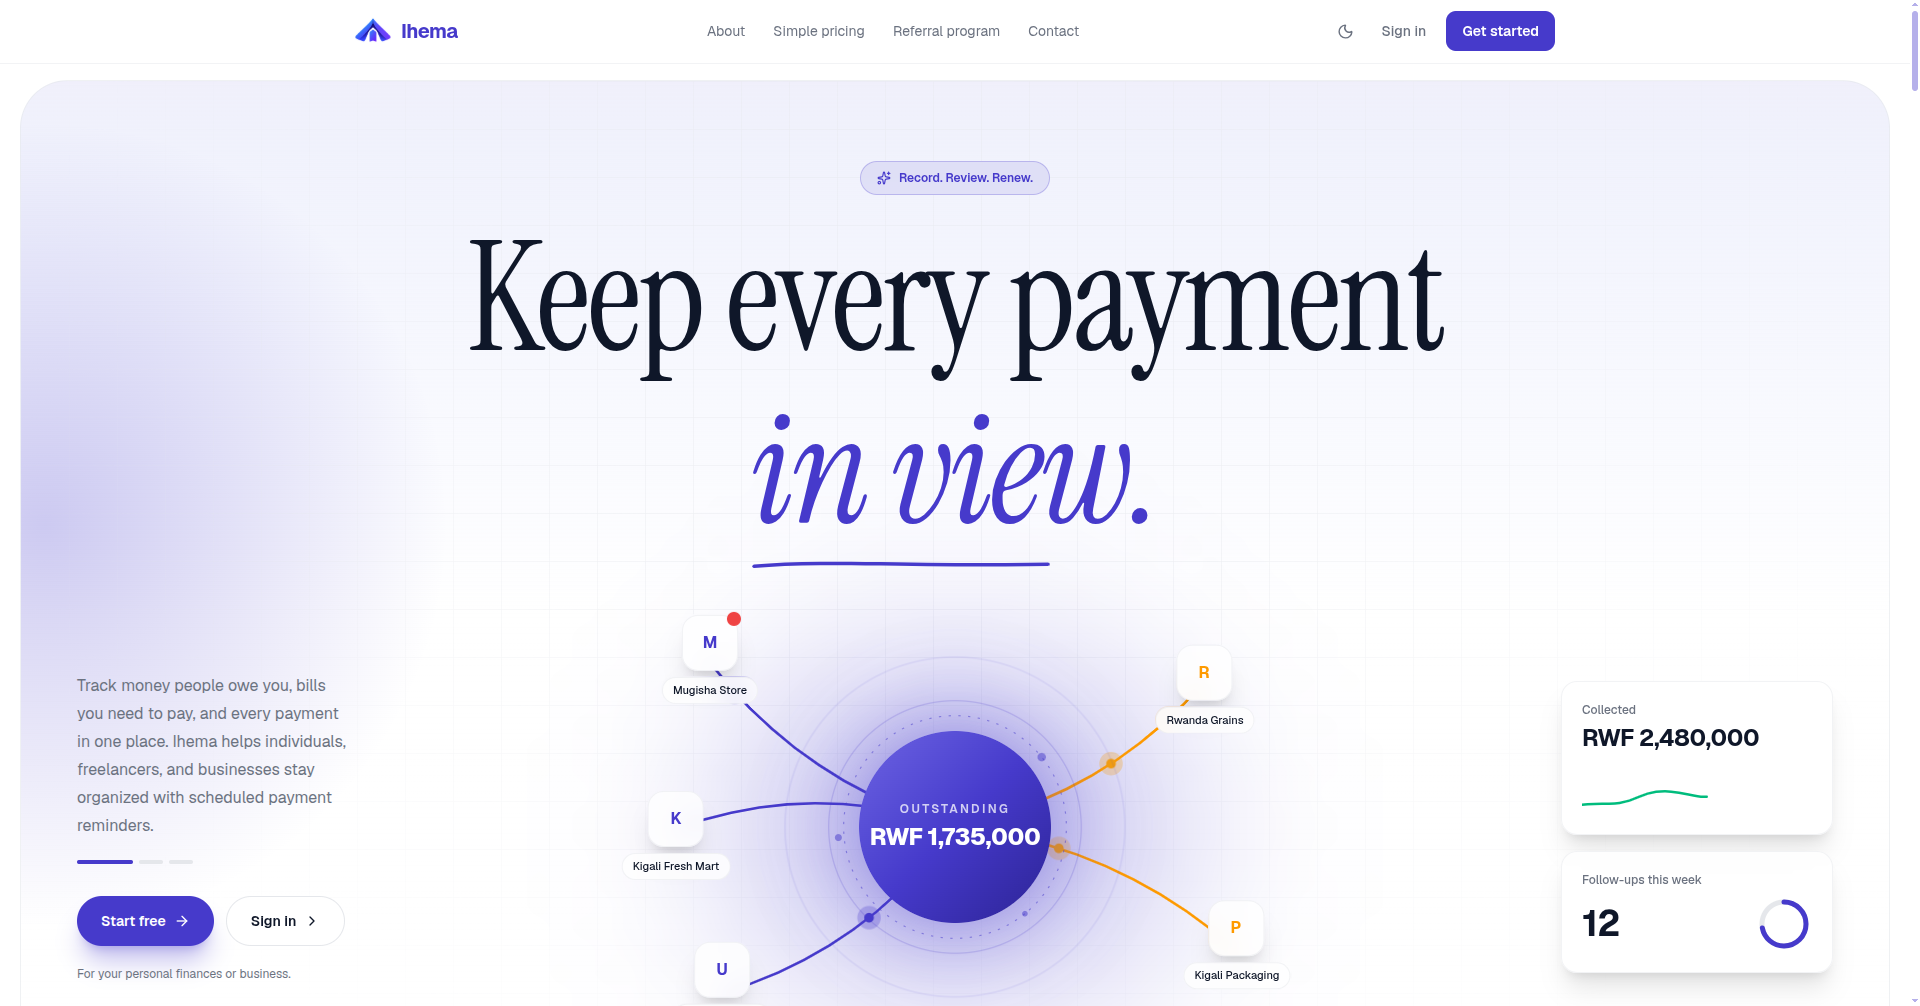 Ihema
About
Simple pricing
Referral program
Contact
Sign in
Get started
Record. Review. Renew.
Keep every payment
in view.
Track money people owe you, bills
you need to pay, and every payment
in one place. Ihema helps individuals,
freelancers, and businesses stay
organized with scheduled payment
reminders.
Start free
Sign in
For your personal finances or business.
M
Mugisha Store
K
Kigali Fresh Mart
U
OUTSTANDING
RWF 1,735,000
R
Rwanda Grains
P
Kigali Packaging
Collected
RWF 2,480,000
Follow-ups this week
12